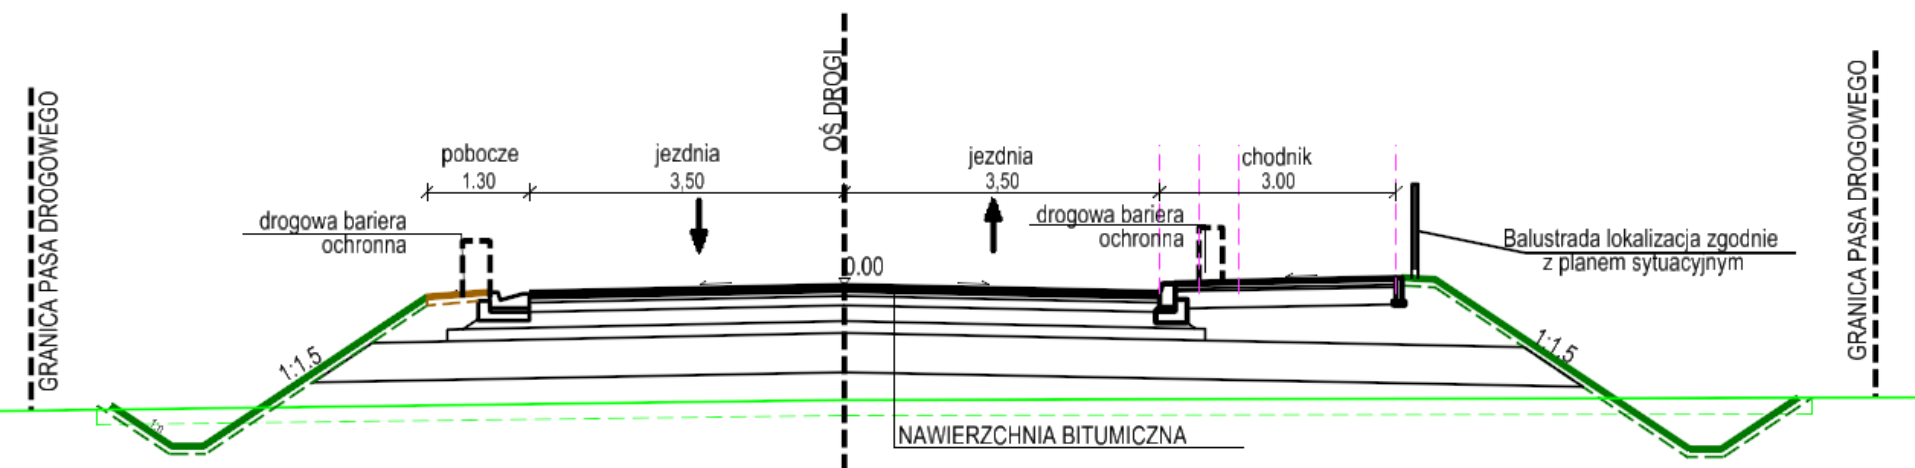 GRANICA PASA DROGOWEGO
OŚ DROGI
GRANICA PASA DROGOWEGO
pobocze
1.30
jezdnia
3,50
jezdnia
3,50
chodnik
3.00
drogowa bariera
ochronna
drogowa bariera
ochronna
Balustrada lokalizacja zgodnie
z planem sytuacyjnym
0.00
1:1.5
1:1.5
NAWIERZCHNIA BITUMICZNA